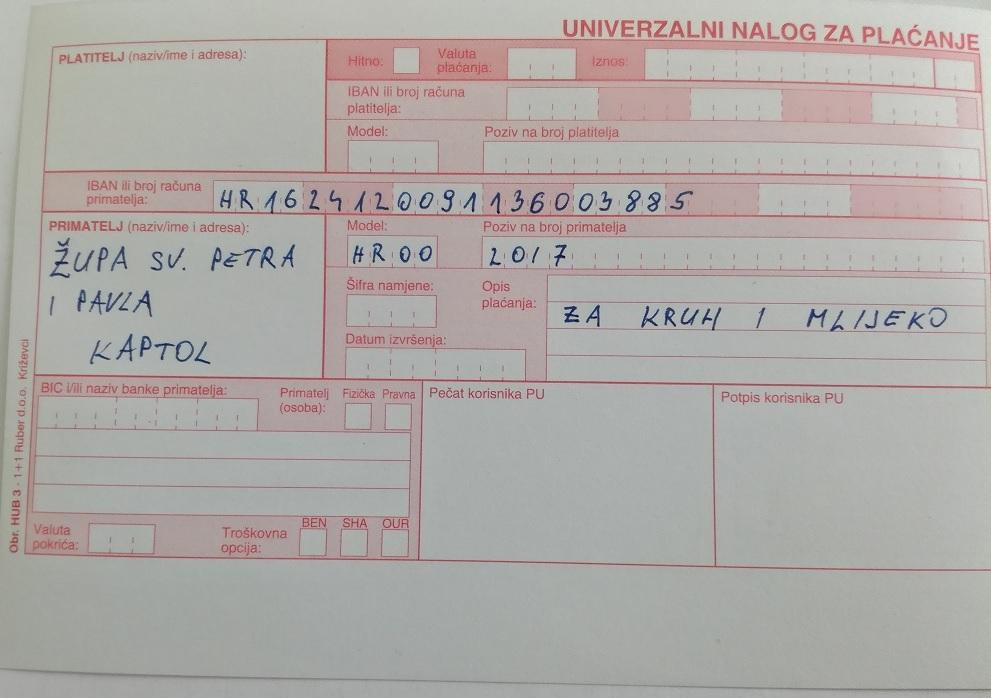 UNIVERZALNI NALOG ZA PLAĆANJE
PLATITELJ (naziv/ime i adresa):
Hitno:
Valuta plaćanja:
Iznos:
IBAN ili broj računa platitelja:
Model:
Poziv na broj platitelja
IBAN ili broj računa primatelja:
HR1624120091136003885
PRIMATELJ (naziv/ime i adresa):
ŽUPA SV. PETRA
I PAVLA
KAPTOL
Model:
HR00
Poziv na broj primatelja
2017
Šifra namjene:
Opis plaćanja:
ZA KRUH I MLIJEKO
Datum izvršenja:
BIC i/ili naziv banke primatelja:
Primatelj (osoba):
Fizička
Pravna
Pečat korisnika PU
Potpis korisnika PU
Valuta pokrića:
Troškovna opcija:
BEN
SHA
OUR
Obr. HUB 3 - 1+1 Ruber d.o.o. Križevci